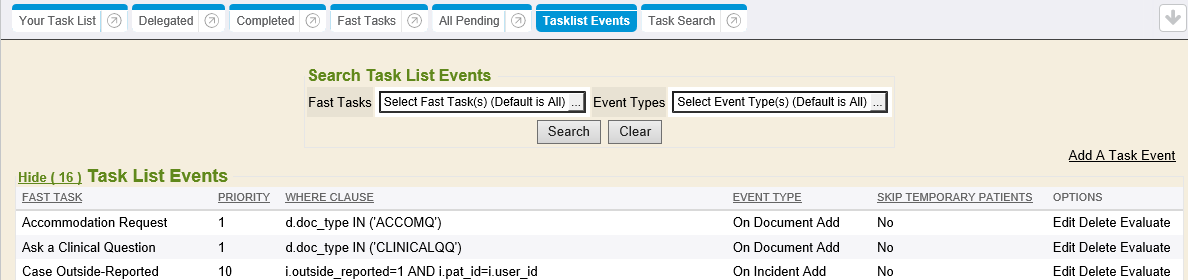 Your Task List Delegated Completed Fast Tasks All Pending Tasklist Events Task Search
Search Task List Events
Fast Tasks Select Fast Task(s) (Default is All) ... Event Types Select Event Type(s) (Default is All) ...
Search Clear
Add A Task Event
Hide ( 16 ) Task List Events
FAST TASK PRIORITY WHERE CLAUSE EVENT TYPE SKIP TEMPORARY PATIENTS OPTIONS
Accommodation Request 1 d.doc_type IN ('ACCOMQ') On Document Add No Edit Delete Evaluate
Ask a Clinical Question 1 d.doc_type IN ('CLINICALQQ') On Document Add No Edit Delete Evaluate
Case Outside-Reported 10 i.outside_reported=1 AND i.pat_id=i.user_id On Incident Add No Edit Delete Evaluate